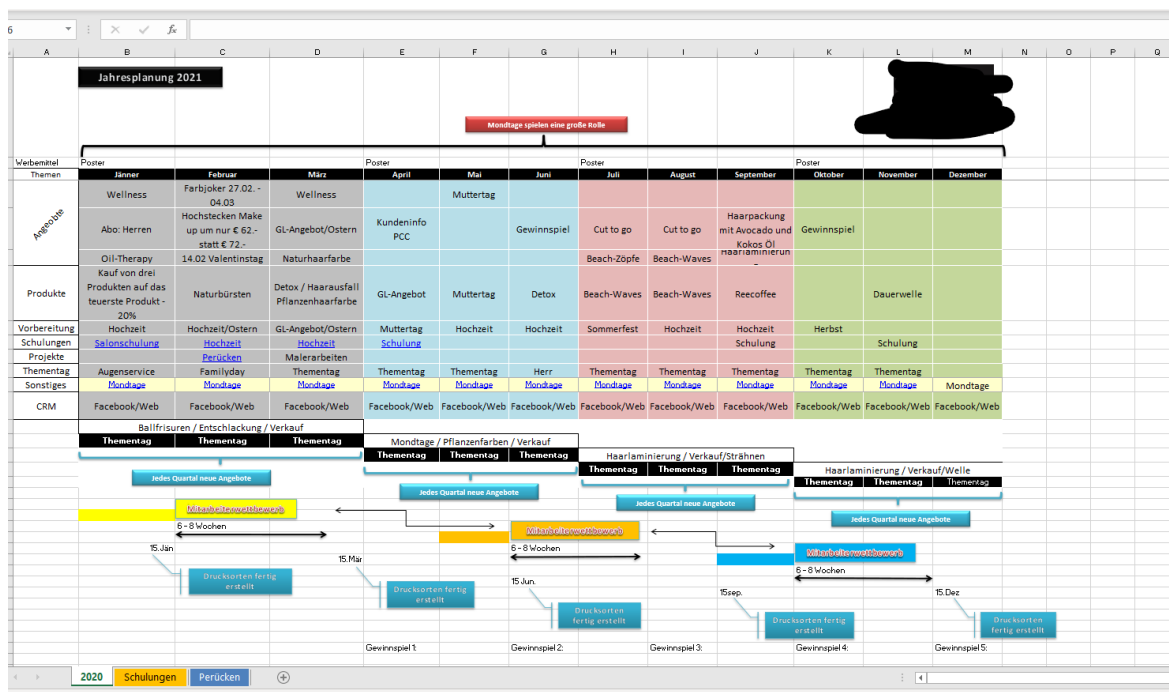 6
fx
A B C D E F G H I J K L M N O P Q
Jahresplanung 2021
Mondtage spielen eine große Rolle
Werbemittel Poster Poster Poster Poster
Themen Jänner Februar März April Mai Juni Juli August September Oktober November Dezember
Angeobte
Wellness
Farbjoker 27.02. -
04.03
Wellness
Muttertag
Abo: Herren
Hochstecken Make
up um nur € 62.-
statt € 72.-
GL-Angebot/Ostern
Kundeninfo
PCC
Gewinnspiel
Cut to go
Cut to go
Haarpackung
mit Avocado und
Kokos Öl
Gewinnspiel
Oil-Therapy 14.02 Valentinstag Naturhaarfarbe Beach-Zöpfe Beach-Waves Haarlaminierun
Produkte
Kauf von drei
Produkten auf das
teuerste Produkt -
20%
Naturbürsten
Detox / Haarausfall
Pflanzenhaarfarbe
GL-Angebot
Muttertag
Detox
Beach-Waves
Beach-Waves
Reecoffee
Dauerwelle
Vorbereitung Hochzeit Hochzeit/Ostern GL-Angebot/Ostern Muttertag Hochzeit Hochzeit Sommerfest Hochzeit Hochzeit Herbst
Schulungen Salonschulung Hochzeit Hochzeit Schulung Schulung Schulung
Projekte Perücken Malerarbeiten
Thementag Augenservice Familyday Thementag Thementag Thementag Herr Thementag Thementag Thementag Thementag Thementag
Sonstiges Mondtage Mondtage Mondtage Mondtage Mondtage Mondtage Mondtage Mondtage Mondtage Mondtage Mondtage Mondtage
CRM Facebook/Web Facebook/Web Facebook/Web Facebook/Web Facebook/Web Facebook/Web Facebook/Web Facebook/Web Facebook/Web Facebook/Web Facebook/Web Facebook/Web
Ballfrisuren / Entschlackung / Verkauf
Thementag Thementag Thementag
Mondtage / Pflanzenfarben / Verkauf
Thementag Thementag Thementag
Haarlaminierung / Verkauf/Strähnen
Thementag Thementag Thementag
Haarlaminierung / Verkauf/Welle
Thementag Thementag Thementag
Jedes Quartal neue Angebote
Jedes Quartal neue Angebote
Jedes Quartal neue Angebote
Jedes Quartal neue Angebote
Mitarbeiterwettbewerb
6 - 8 Wochen
Mitarbeiterwettbewerb
6 - 8 Wochen
Mitarbeiterwettbewerb
6 - 8 Wochen
15.Jän
Drucksorten fertig
erstellt
15.Mär
Drucksorten fertig
erstellt
15 Jun.
Drucksorten
fertig erstellt
15sep.
Drucksorten fertig
erstellt
15.Dez
Drucksorten
fertig erstellt
Gewinnspiel 1: Gewinnspiel 2: Gewinnspiel 3: Gewinnspiel 4: Gewinnspiel 5:
2020 Schulungen Perücken